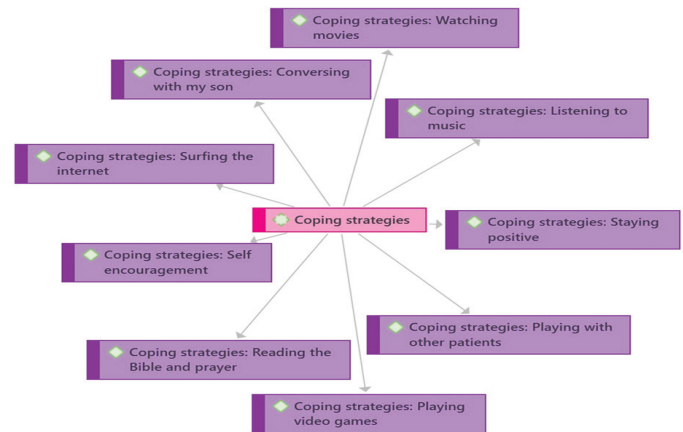 Coping strategies: Watching
movies
Coping strategies: Conversing
with my son
Coping strategies: Listening to
music
Coping strategies: Surfing the
internet
Coping strategies
Coping strategies: Staying
positive
Coping strategies: Self
encouragement
Coping strategies: Playing with
other patients
Coping strategies: Reading the
Bible and prayer
Coping strategies: Playing
video games